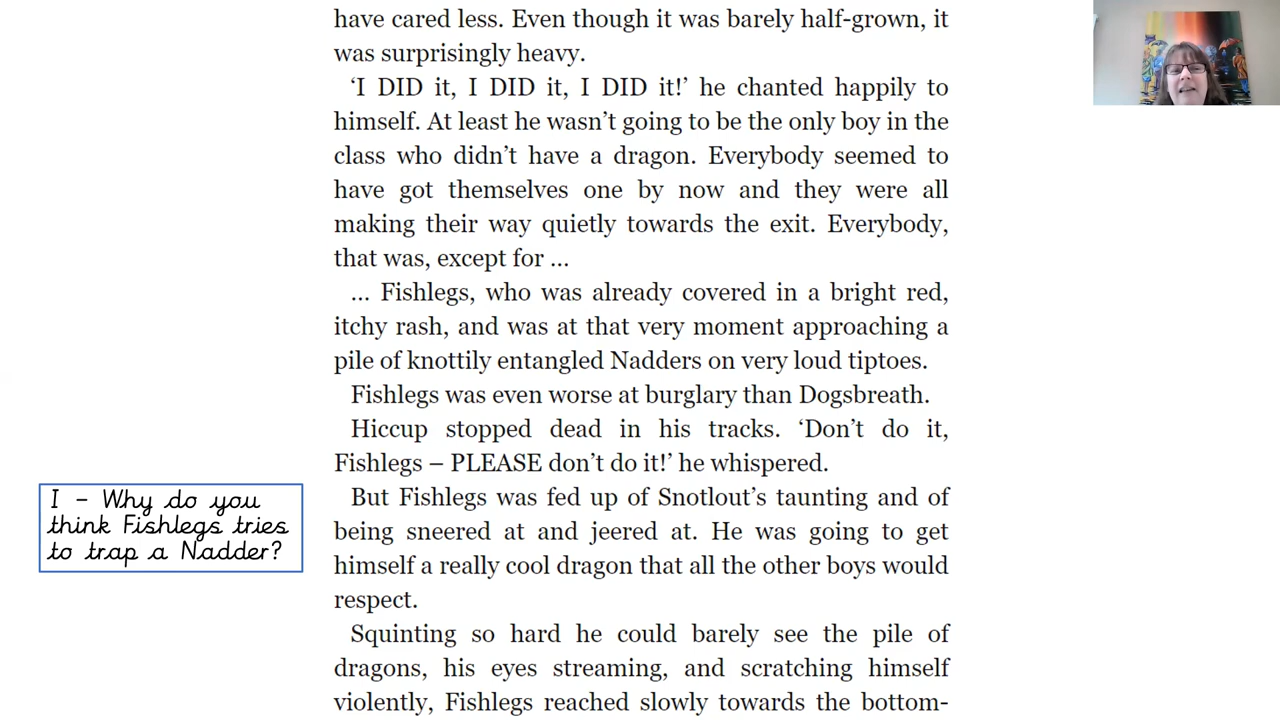 have cared less. Even though it was barely half-grown, it
was surprisingly heavy.
‘I DID it, I DID it, I DID it!’ he chanted happily to
himself. At least he wasn’t going to be the only boy in the
class who didn’t have a dragon. Everybody seemed to
have got themselves one by now and they were all
making their way quietly towards the exit. Everybody,
that was, except for ...
... Fishlegs, who was already covered in a bright red,
itchy rash, and was at that very moment approaching a
pile of knottily entangled Nadders on very loud tiptoes.
Fishlegs was even worse at burglary than Dogsbreath.
Hiccup stopped dead in his tracks. ‘Don’t do it,
Fishlegs – PLEASE don’t do it!’ he whispered.
But Fishlegs was fed up of Snotlout’s taunting and of
being sneered at and jeered at. He was going to get
himself a really cool dragon that all the other boys would
respect.
Squinting so hard he could barely see the pile of
dragons, his eyes streaming, and scratching himself
violently, Fishlegs reached slowly towards the bottom-
I – Why do you
think Fishlegs tries
to trap a Nadder?